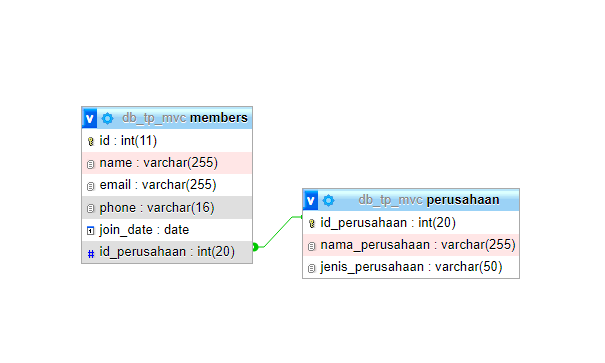 v db_tp_mvc members
id : int(11)
name : varchar(255)
email : varchar(255)
phone : varchar(16)
join_date : date
# id_perusahaan : int(20)
v db_tp_mvc perusahaan
id_perusahaan : int(20)
nama_perusahaan : varchar(255)
jenis_perusahaan : varchar(50)